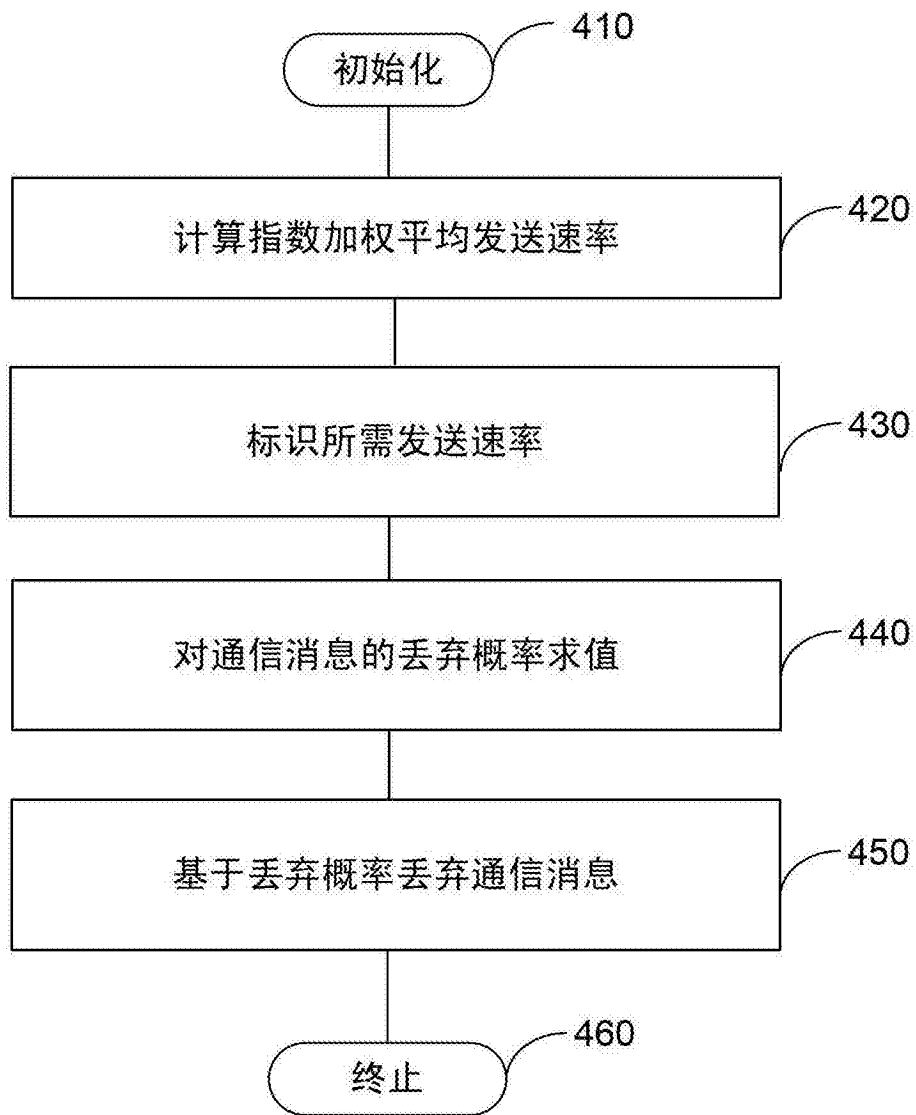 410
初始化
420
计算指数加权平均发送速率
430
标识所需发送速率
440
对通信消息的丢弃概率求值
450
基于丢弃概率丢弃通信消息
460
终止